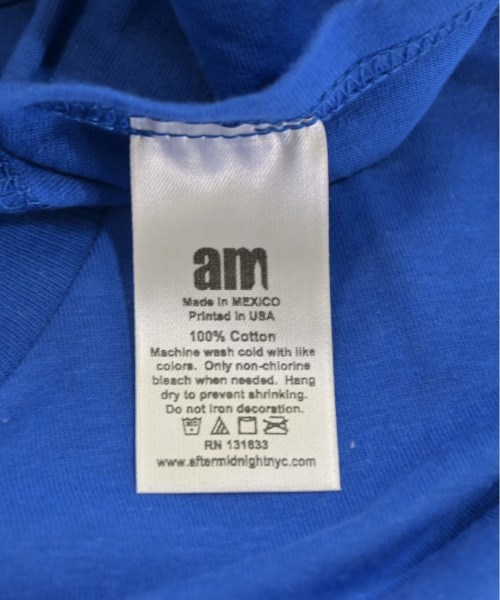 am
Made in MEXICO
Printed in USA
100% Cotton
Machine wash cold with like
colors. Only non-chlorine
bleach when needed. Hang
dry to prevent shrinking.
Do not iron decoration.
RN 131633
www.aftermidnightnyc.com